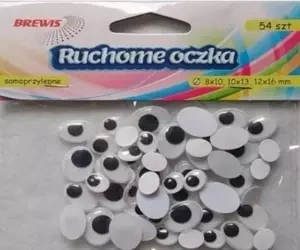 BREWIS
54 szt
Ruchome oczka
samoprzylepne
Ø 8x10, 10x13, 12x16 mm